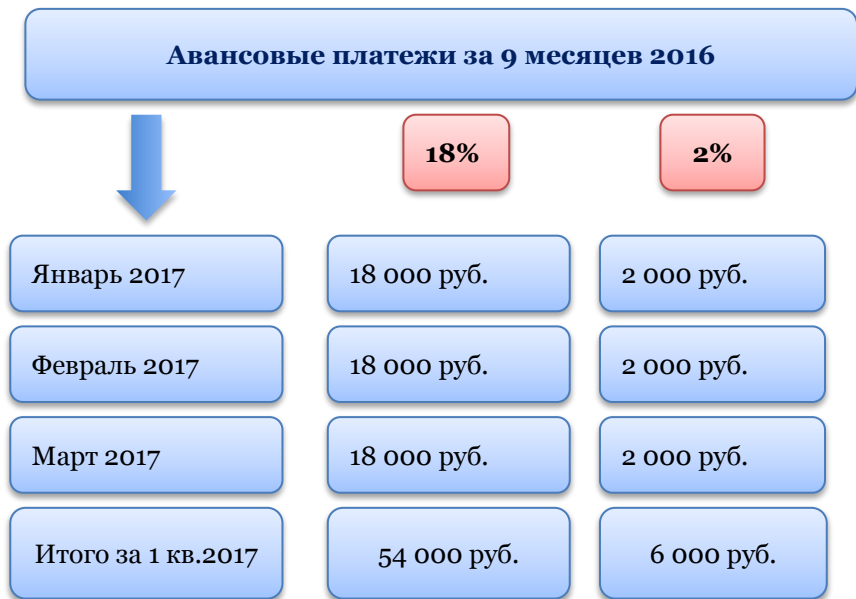 Авансовые платежи за 9 месяцев 2016
18% 2%
Январь 2017 18 000 руб. 2 000 руб.
Февраль 2017 18 000 руб. 2 000 руб.
Март 2017 18 000 руб. 2 000 руб.
Итого за 1 кв.2017 54 000 руб. 6 000 руб.